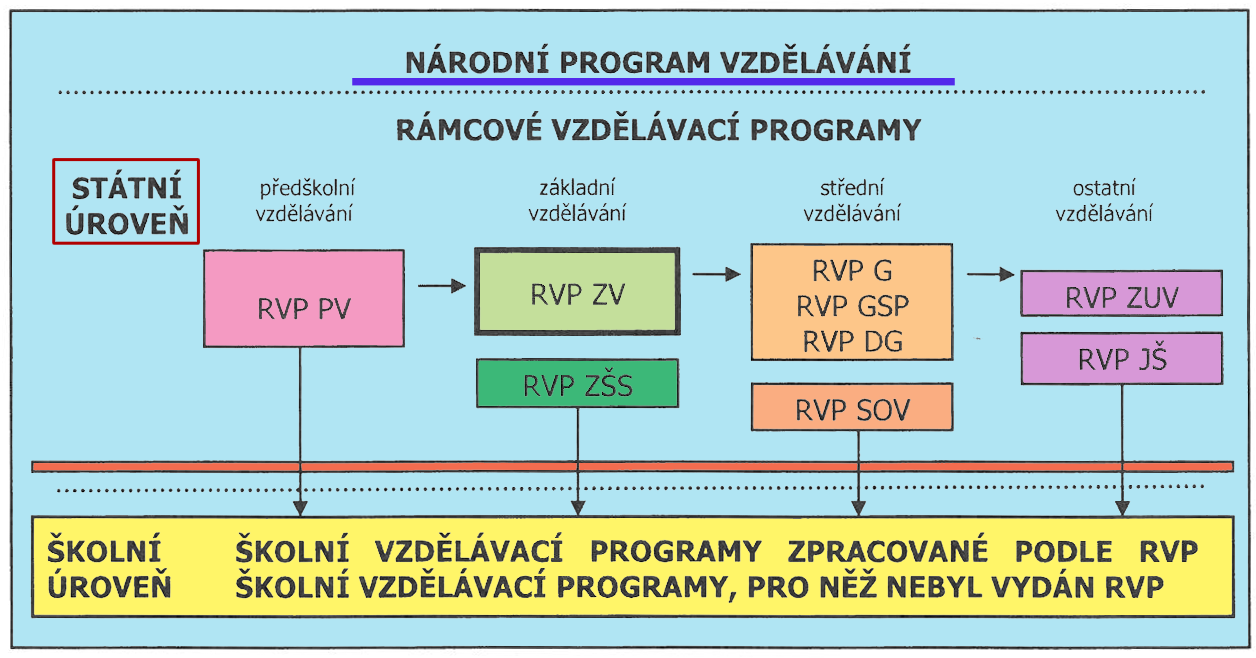 NÁRODNÍ PROGRAM VZDĚLÁVÁNÍ
RÁMCOVÉ VZDĚLÁVACÍ PROGRAMY
STÁTNÍ
ÚROVEŇ
předškolní
vzdělávání
základní
vzdělávání
střední
vzdělávání
ostatní
vzdělávání
RVP PV
RVP ZV
RVP ZŠS
RVP G
RVP GSP
RVP DG
RVP SOV
RVP ZUV
RVP JŠ
ŠKOLNÍ
ÚROVEŇ
ŠKOLNÍ VZDĚLÁVACÍ PROGRAMY ZPRACOVANÉ PODLE RVP
ŠKOLNÍ VZDĚLÁVACÍ PROGRAMY, PRO NĚŽ NEBYL VYDÁN RVP